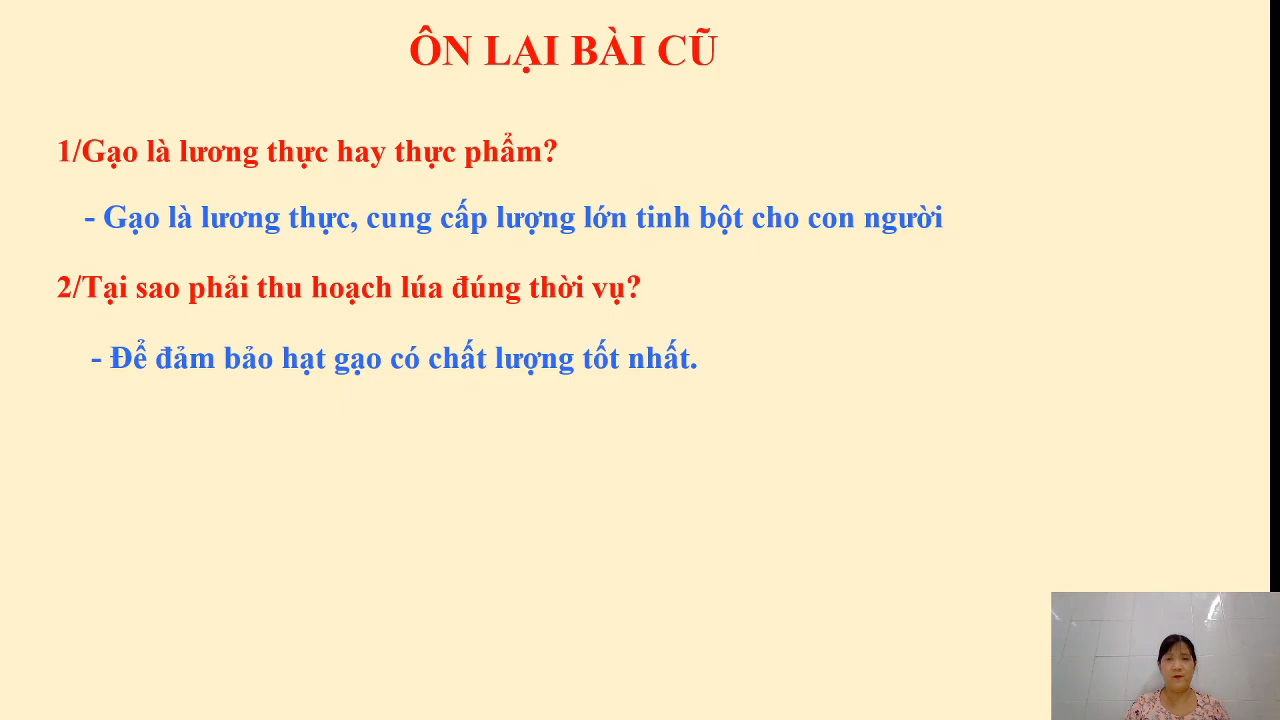 ÔN LẠI BÀI CŨ
1/Gạo là lương thực hay thực phẩm?
- Gạo là lương thực, cung cấp lượng lớn tinh bột cho con người
2/Tại sao phải thu hoạch lúa đúng thời vụ?
- Để đảm bảo hạt gạo có chất lượng tốt nhất.